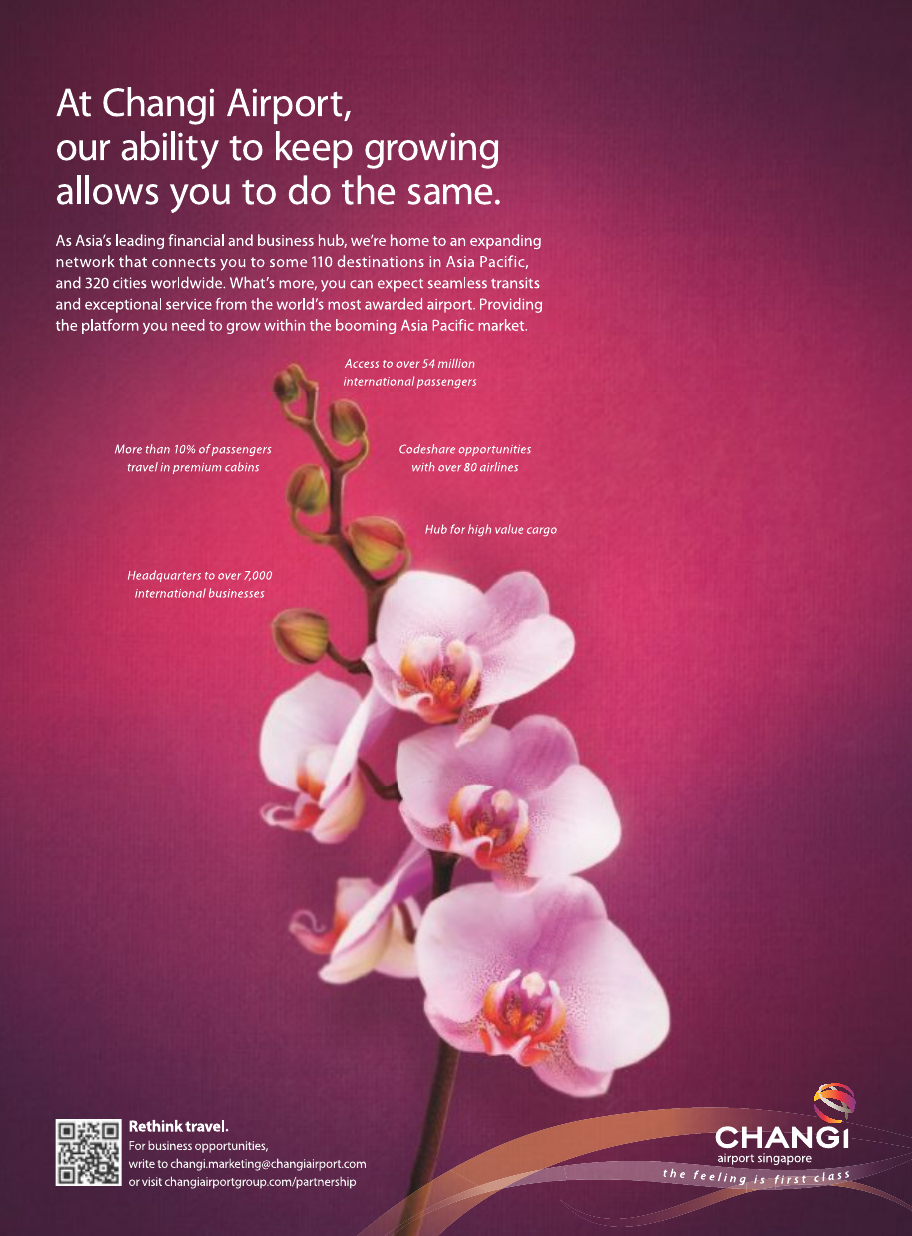 At Changi Airport,
our ability to keep growing
allows you to do the same.
As Asia's leading financial and business hub, we're home to an expanding
network that connects you to some 110 destinations in Asia Pacific,
and 320 cities worldwide. What's more, you can expect seamless transits
and exceptional service from the world's most awarded airport. Providing
the platform you need to grow within the booming Asia Pacific market.
Access to over 54 million
international passengers
More than 10% of passengers
travel in premium cabins
Codeshare opportunities
with over 80 airlines
Hub for high value cargo
Headquarters to over 7,000
international businesses
Rethink travel.
For business opportunities,
write to changi.marketing@changiairport.com
or visit changiairportgroup.com/partnership
CHANGI
airport singapore
the feeling is first class